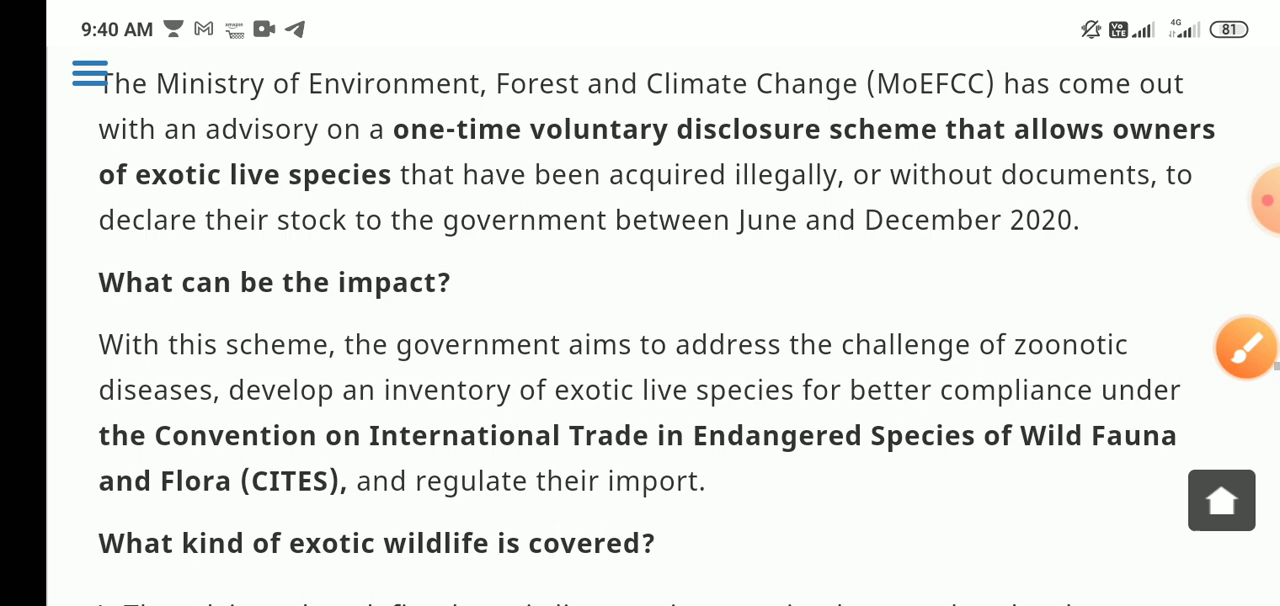 9:40 AM
Vo LTE
4G
81
The Ministry of Environment, Forest and Climate Change (MoEFCC) has come out
with an advisory on a one-time voluntary disclosure scheme that allows owners
of exotic live species that have been acquired illegally, or without documents, to
declare their stock to the government between June and December 2020.
What can be the impact?
With this scheme, the government aims to address the challenge of zoonotic
diseases, develop an inventory of exotic live species for better compliance under
the Convention on International Trade in Endangered Species of Wild Fauna
and Flora (CITES), and regulate their import.
What kind of exotic wildlife is covered?